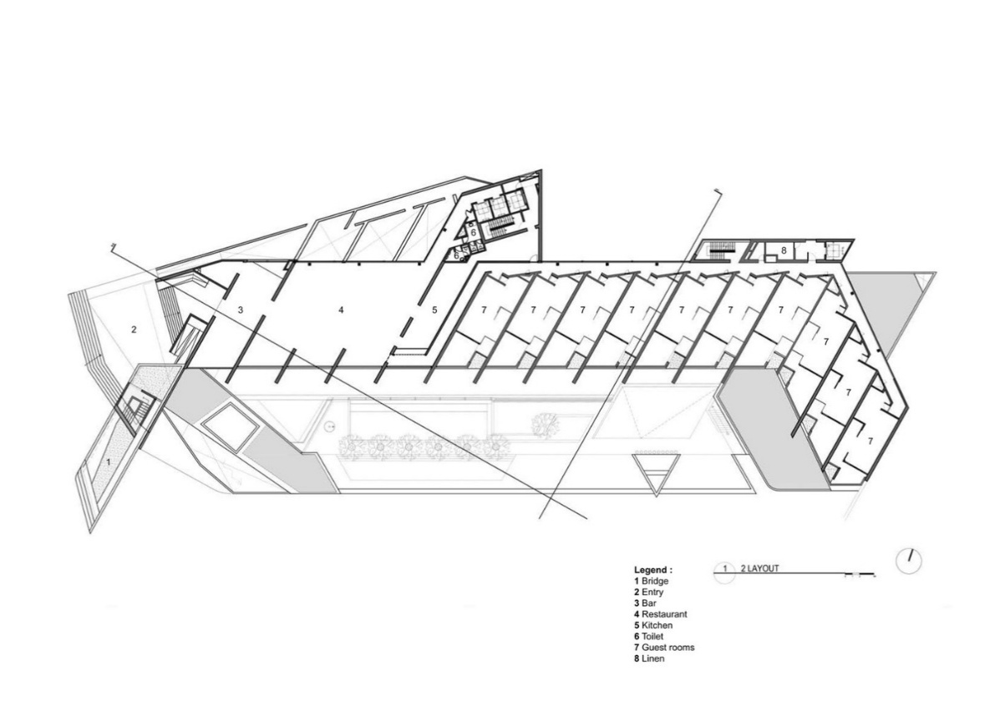 6
8
6
3
4
5
7
7
7
7
7
7
7
2
7
7
7
1
Legend :
1 Bridge
2 Entry
3 Bar
4 Restaurant
5 Kitchen
6 Toilet
7 Guest rooms
8 Linen
1 2 LAYOUT